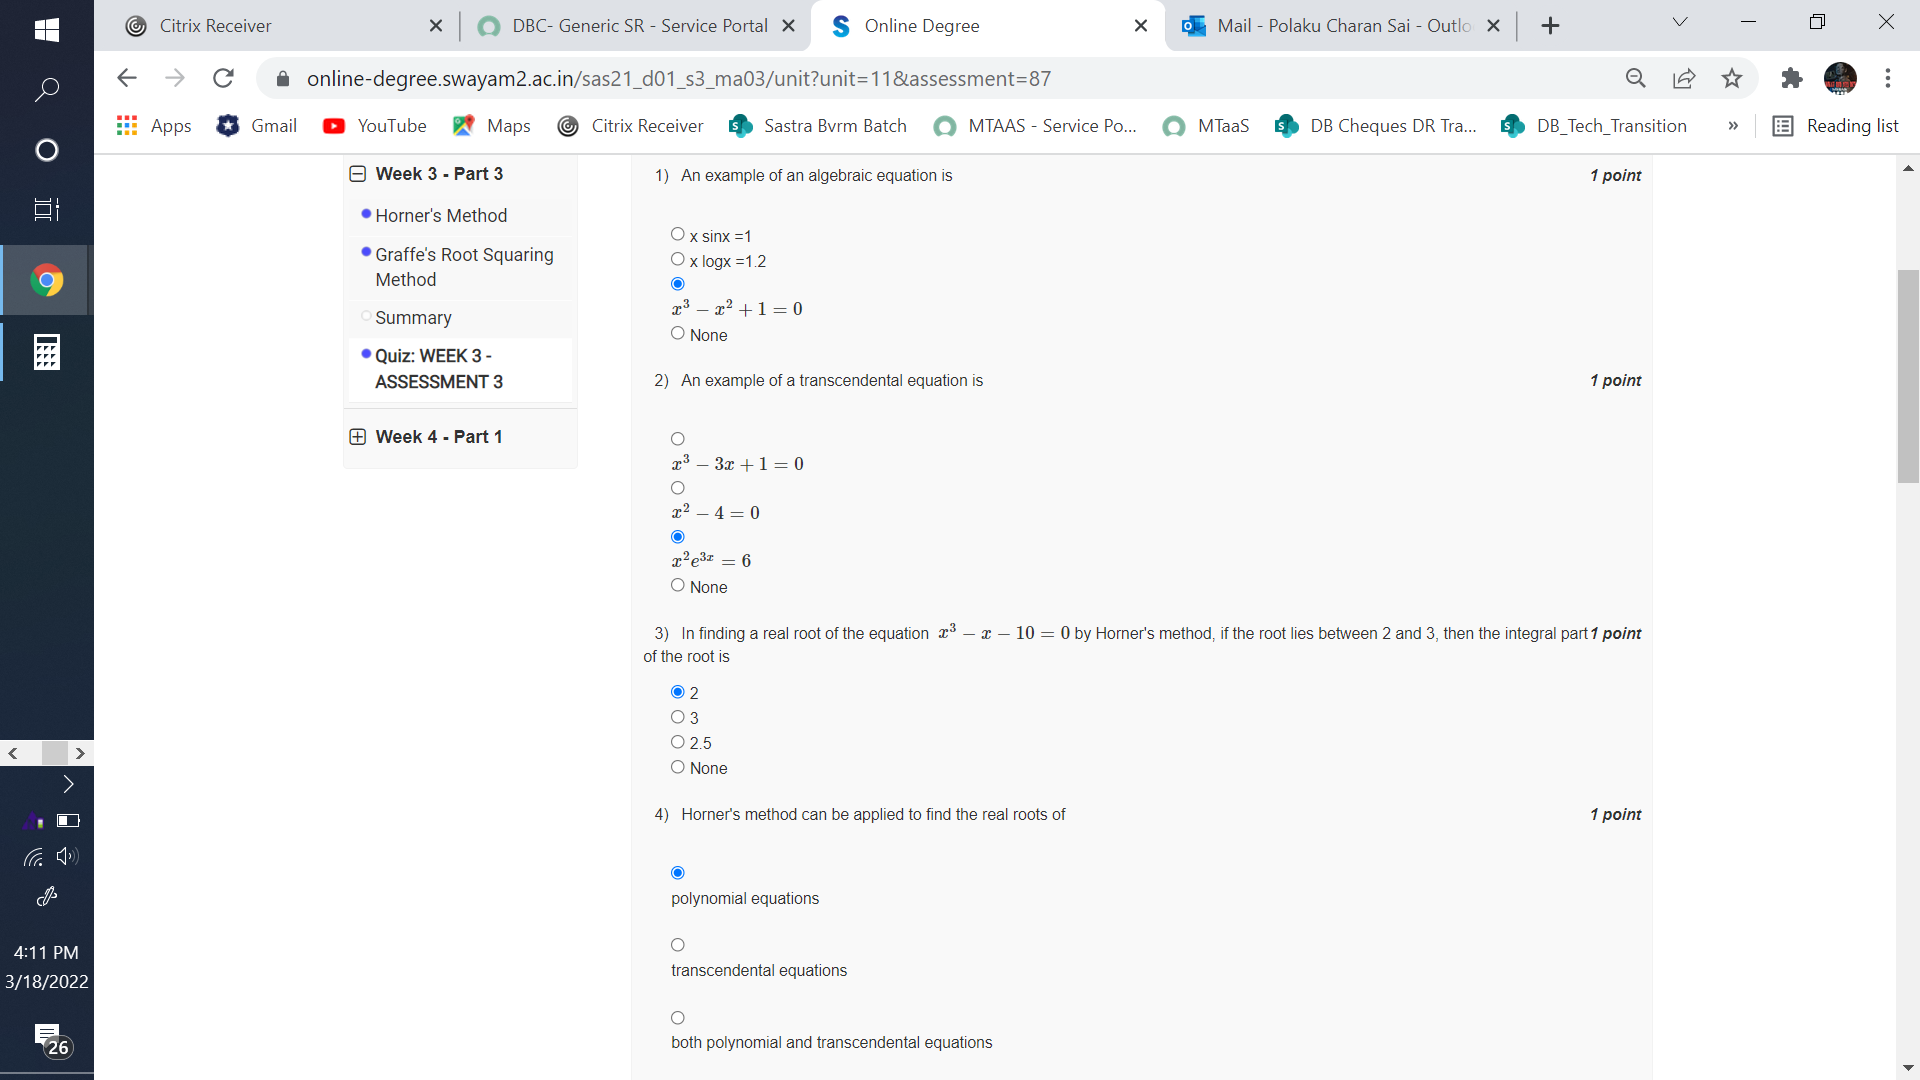 Citrix Receiver
DBC- Generic SR - Service Portal
Online Degree
Mail - Polaku Charan Sai - Outlo
online-degree.swayam2.ac.in/sas21_d01_s3_ma03/unit?unit=11&assessment=87
Apps Gmail YouTube Maps Citrix Receiver Sastra Bvrm Batch MTAAS - Service Po... MTaaS DB Cheques DR Tra... DB_Tech_Transition » Reading list
Week 3 - Part 3
Horner's Method
Graffe's Root Squaring
Method
Summary
Quiz: WEEK 3 -
ASSESSMENT 3
Week 4 - Part 1
1) An example of an algebraic equation is 1 point
x sinx =1
x logx =1.2
x³ − x² + 1 = 0
None
2) An example of a transcendental equation is 1 point
x³ − 3x + 1 = 0
x² − 4 = 0
x²e³ˣ = 6
None
3) In finding a real root of the equation x³ − x − 10 = 0 by Horner's method, if the root lies between 2 and 3, then the integral part 1 point
of the root is
2
3
2.5
None
4) Horner's method can be applied to find the real roots of 1 point
polynomial equations
transcendental equations
both polynomial and transcendental equations
4:11 PM
3/18/2022
26